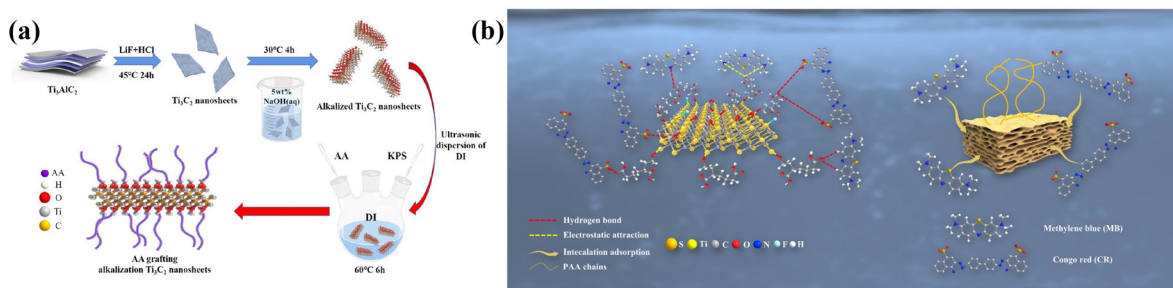 (a)
LiF+HCl
45°C 24h
30°C 4h
Ti₃AlC₂
Ti₃C₂ nanosheets
5wt%
NaOH(aq)
Alkalized Ti₃C₂ nanosheets
Ultrasonic
dispersion of
DI
AA
KPS
DI
60°C 6h
AA
H
O
Ti
C
AA grafting
alkalization Ti₃C₂ nanosheets
(b)
Hydrogen bond
Electrostatic attraction
Intecalation adsorption
PAA chains
S Ti C O N F H
Methylene blue (MB)
Congo red (CR)